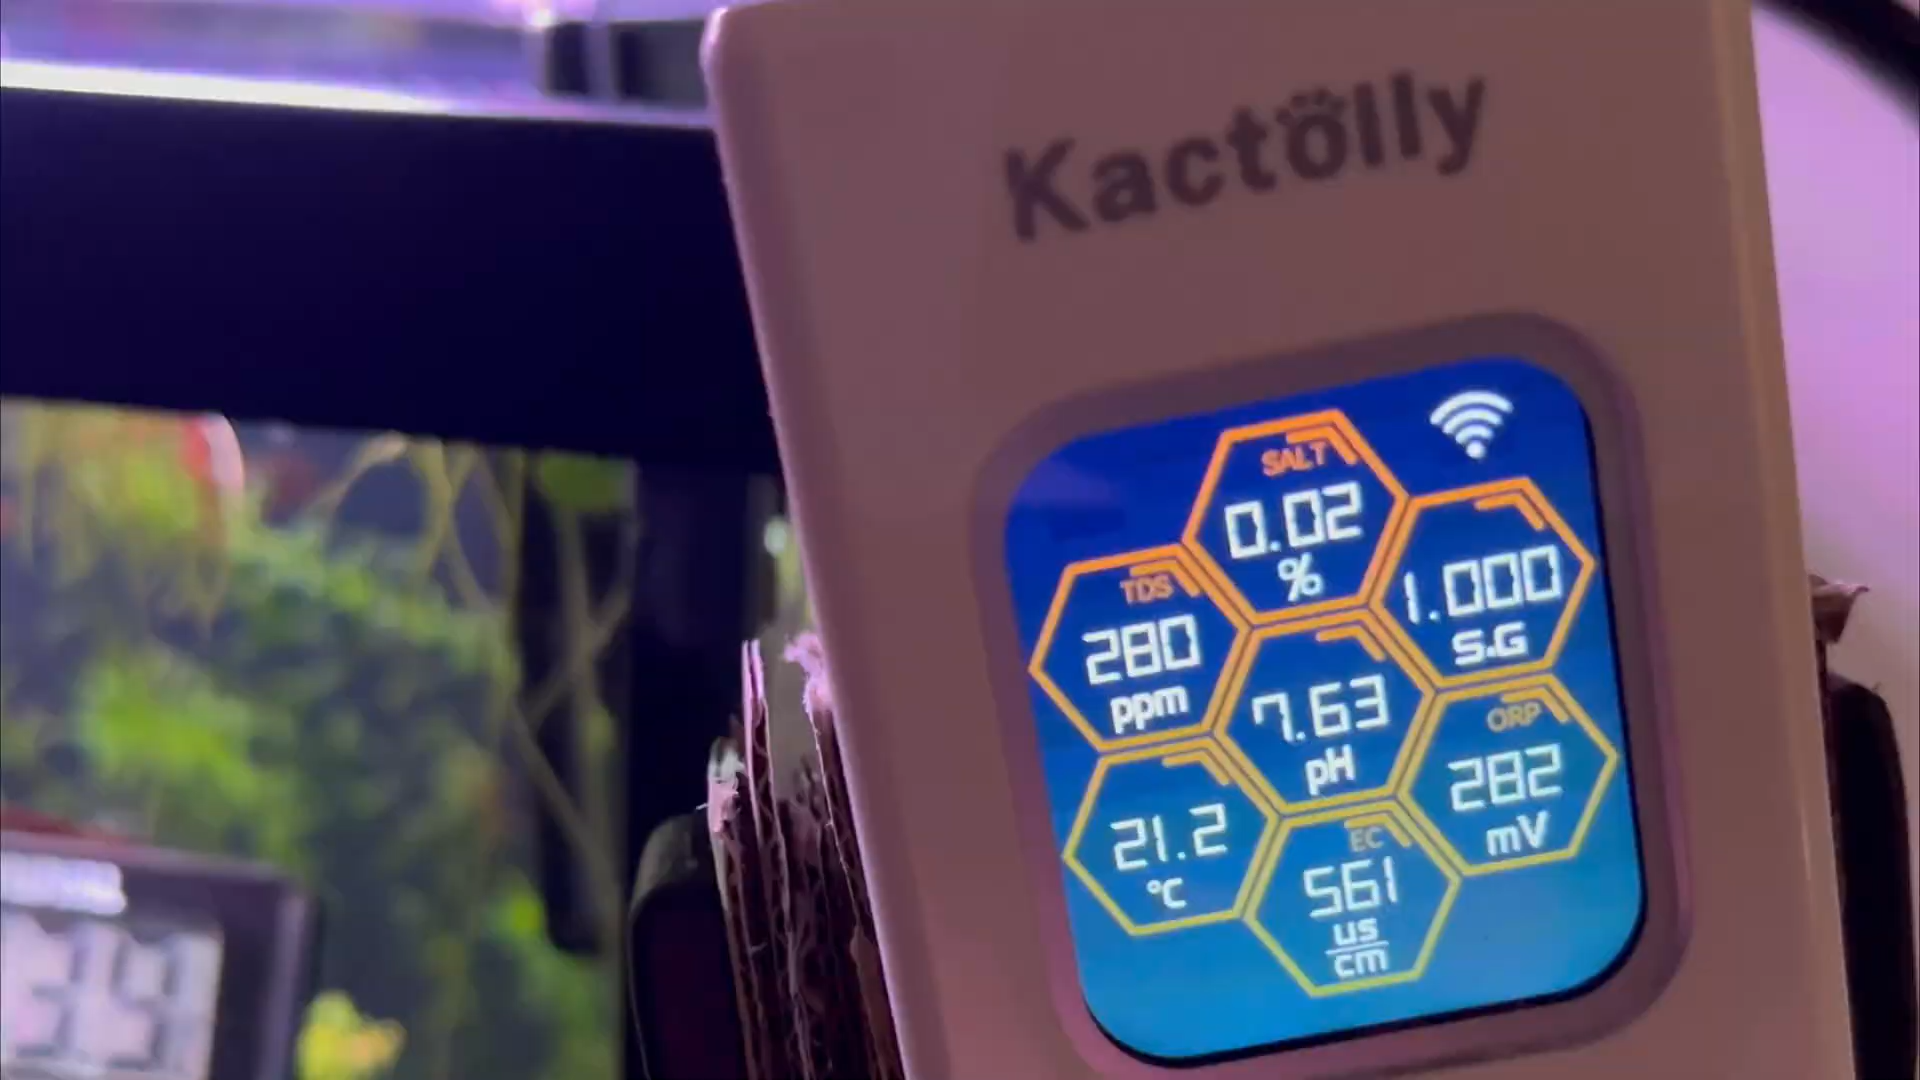 Kactölly
SALT
0.02
%
1.000
S.G
TDS
280
ppm
7.63
pH
ORP
282
mV
21.2
°C
EC
561
us
cm